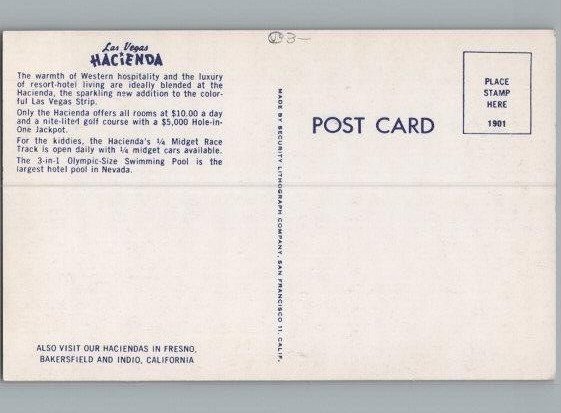 Las Vegas
HACIENDA
The warmth of Western hospitality and the luxury
of resort-hotel living are ideally blended at the
Hacienda, the sparkling new addition to the color-
ful Las Vegas Strip.
Only the Hacienda offers all rooms at $10.00 a day
and a nite-lited golf course with a $5,000 Hole-in-
One Jackpot.
For the kiddies, the Hacienda's ¼ Midget Race
Track is open daily with ¼ midget cars available.
The 3-in-1 Olympic-Size Swimming Pool is the
largest hotel pool in Nevada.
ALSO VISIT OUR HACIENDAS IN FRESNO,
BAKERSFIELD AND INDIO, CALIFORNIA
MADE BY SECURITY LITHOGRAPH COMPANY, SAN FRANCISCO 11, CALIF.
POST CARD
PLACE
STAMP
HERE
1901